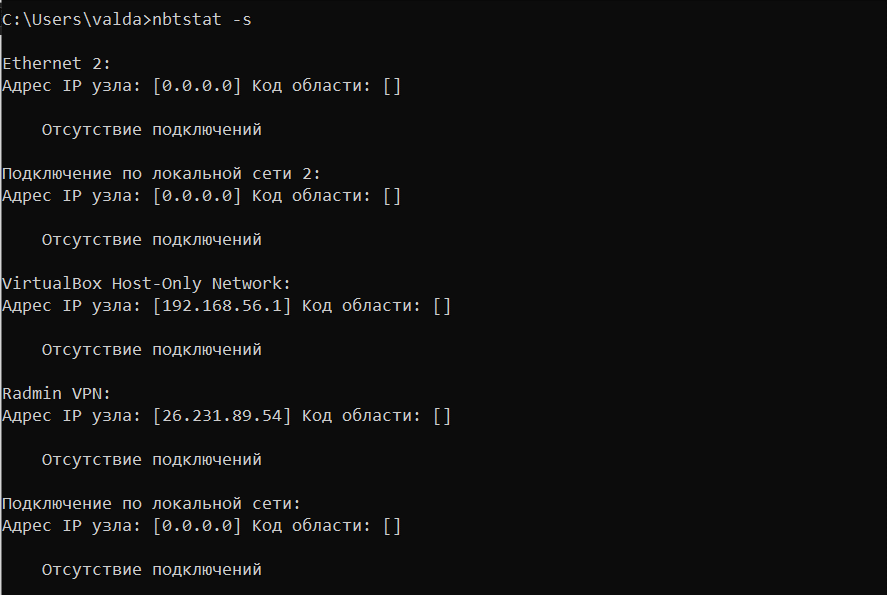 C:\Users\valda>nbtstat -s
Ethernet 2:
Адрес IP узла: [0.0.0.0] Код области: []
Отсутствие подключений
Подключение по локальной сети 2:
Адрес IP узла: [0.0.0.0] Код области: []
Отсутствие подключений
VirtualBox Host-Only Network:
Адрес IP узла: [192.168.56.1] Код области: []
Отсутствие подключений
Radmin VPN:
Адрес IP узла: [26.231.89.54] Код области: []
Отсутствие подключений
Подключение по локальной сети:
Адрес IP узла: [0.0.0.0] Код области: []
Отсутствие подключений